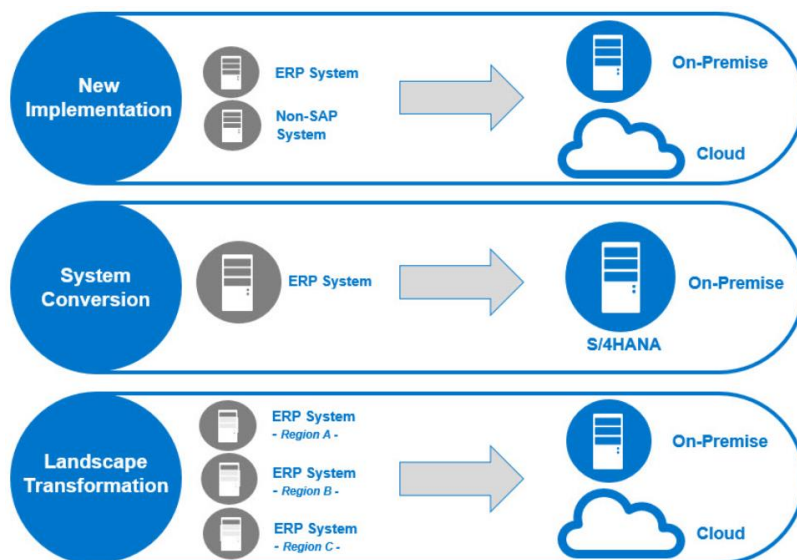 New
Implementation
ERP System
Non-SAP
System
On-Premise
Cloud
System
Conversion
ERP System
On-Premise
S/4HANA
Landscape
Transformation
ERP System
- Region A -
ERP System
- Region B -
ERP System
- Region C -
On-Premise
Cloud